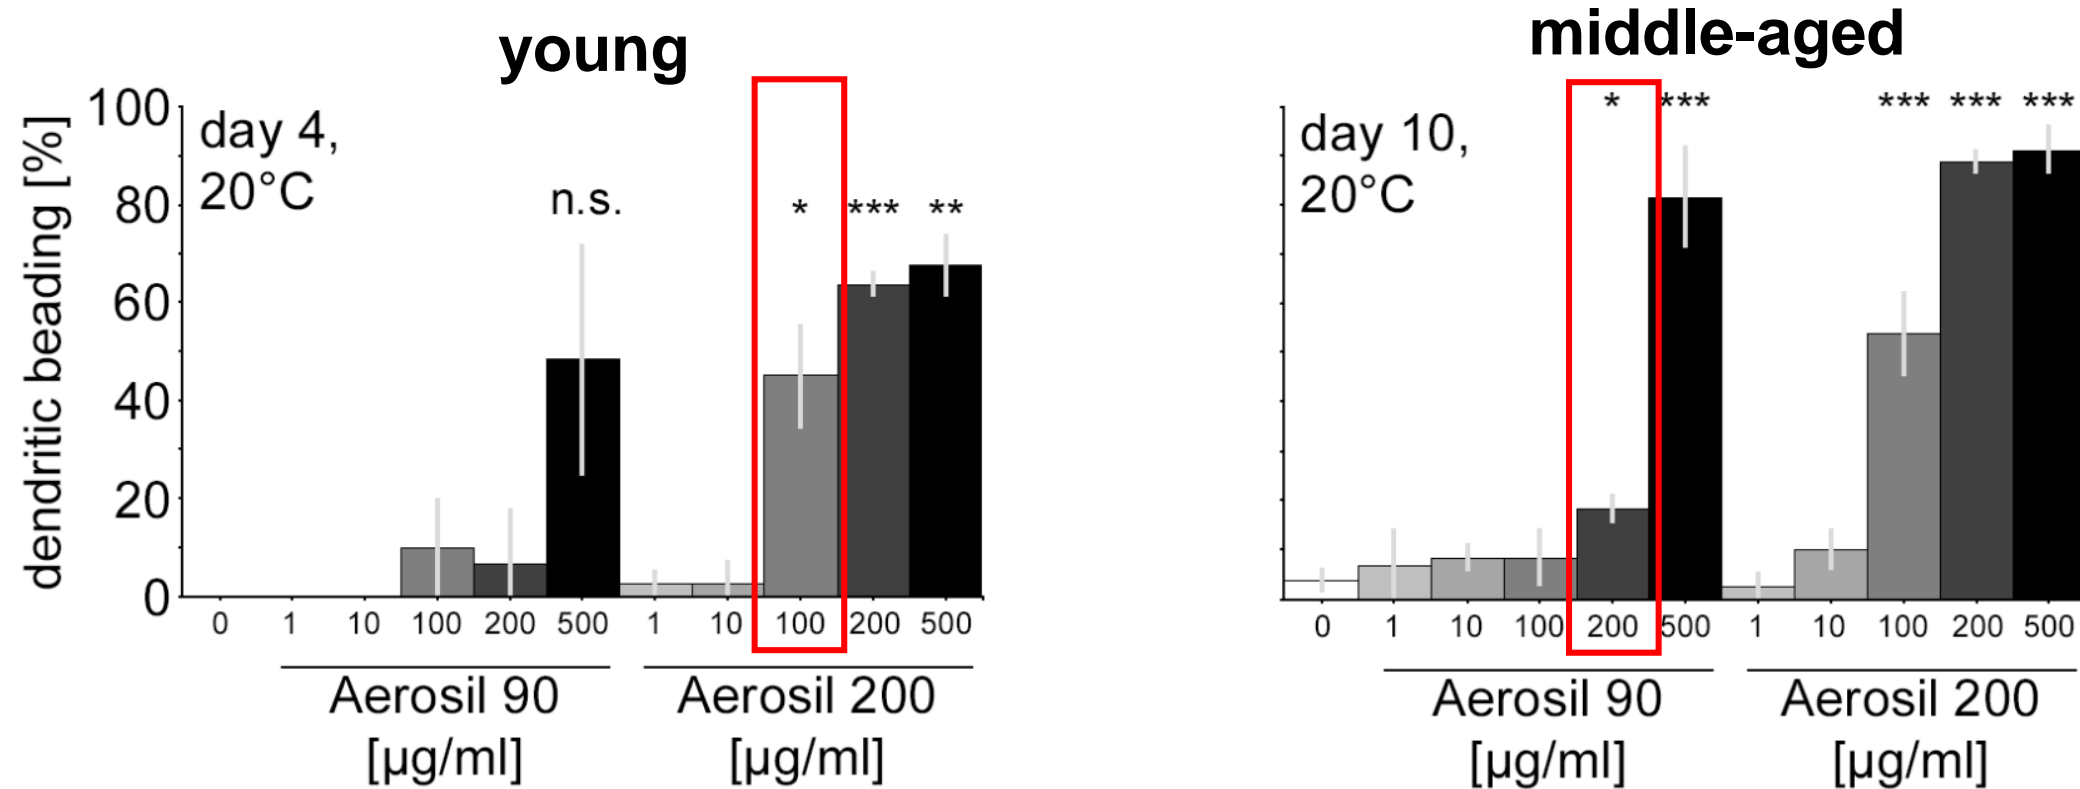 young
middle-aged
dendritic beading [%]
100
80
60
40
20
0
day 4,
20°C
n.s.
* *** **
0 1 10 100 200 500 1 10 100 200 500
Aerosil 90
[µg/ml]
Aerosil 200
[µg/ml]
day 10,
20°C
* *** *** *** ***
0 1 10 100 200 500 1 10 100 200 500
Aerosil 90
[µg/ml]
Aerosil 200
[µg/ml]